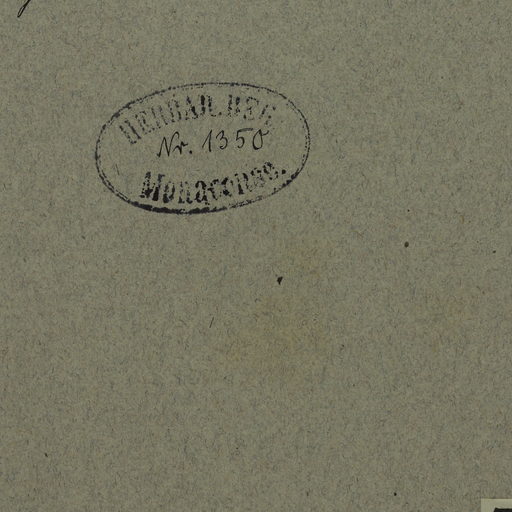 HERBAR. REG.
Nr. 1350
Monacense.